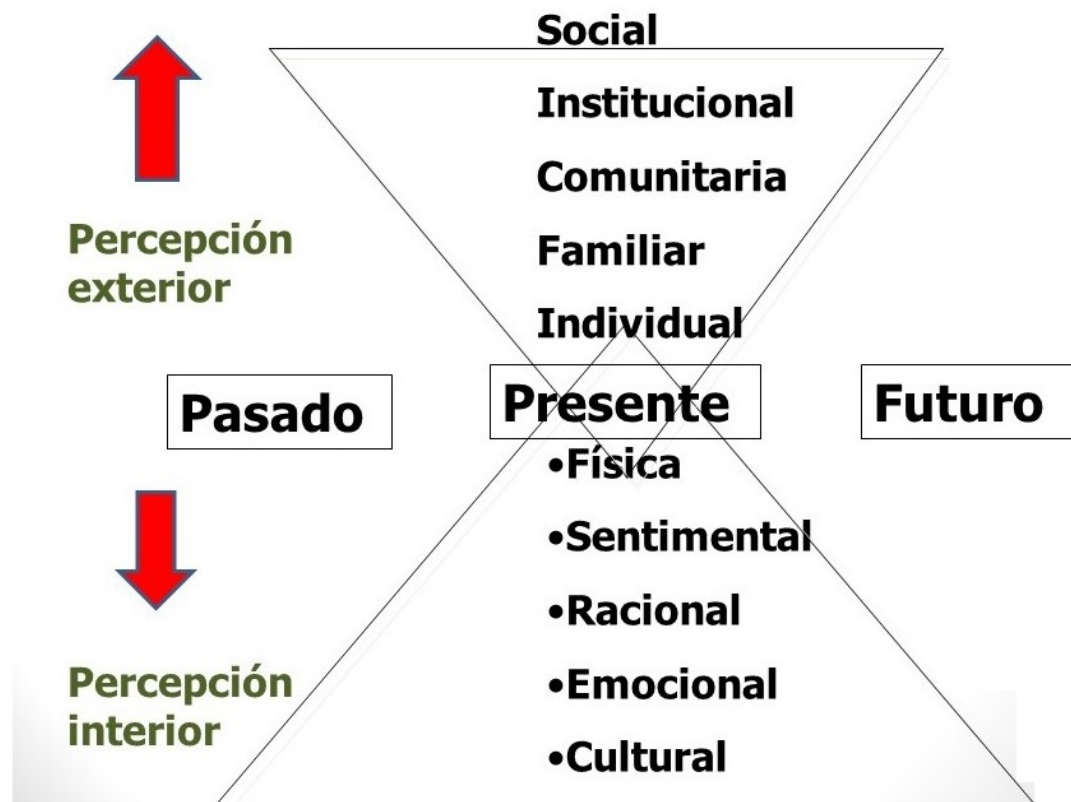 Social
Institucional
Comunitaria
Familiar
Individual
Percepción
exterior
Pasado
Presente
Futuro
•Física
•Sentimental
•Racional
•Emocional
•Cultural
Percepción
interior